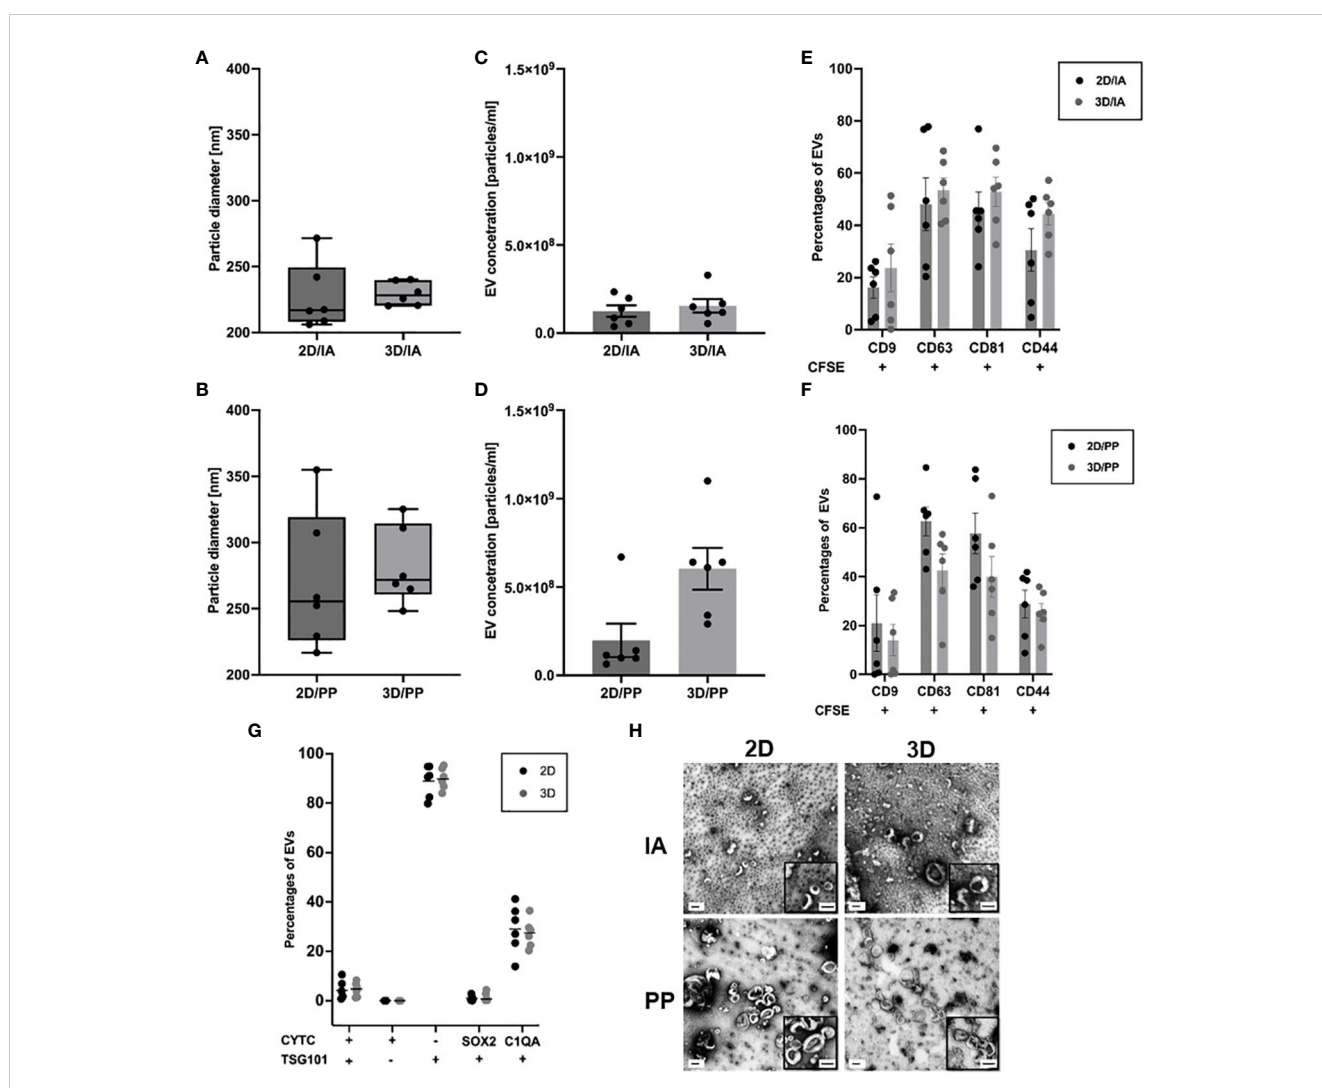 A
400
350
300
250
200
Particle diameter [nm]
2D/IA
3D/IA
C
1.5×10⁹
1.0×10⁹
5.0×10⁸
0.0
EV concetration [particles/ml]
2D/IA
3D/IA
E
100
80
60
40
20
0
Percentages of EVs
2D/IA
3D/IA
CD9
CD63
CD81
CD44
CFSE + + + +
B
400
350
300
250
200
Particle diameter [nm]
2D/PP
3D/PP
D
1.5×10⁹
1.0×10⁹
5.0×10⁸
0.0
EV concetration [particles/ml]
2D/PP
3D/PP
F
100
80
60
40
20
0
Percentages of EVs
2D/PP
3D/PP
CD9
CD63
CD81
CD44
CFSE + + + +
G
100
80
60
40
20
0
Percentages of EVs
2D
3D
CYTC + + - SOX2 C1QA
TSG101 + - + + +
H
2D
3D
IA
PP